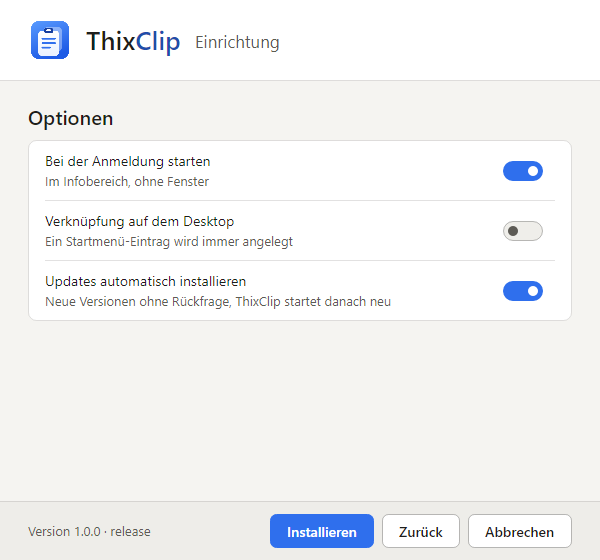 ThixClip Einrichtung
Optionen
Bei der Anmeldung starten
Im Infobereich, ohne Fenster
Verknüpfung auf dem Desktop
Ein Startmenü-Eintrag wird immer angelegt
Updates automatisch installieren
Neue Versionen ohne Rückfrage, ThixClip startet danach neu
Version 1.0.0 · release
Installieren
Zurück
Abbrechen